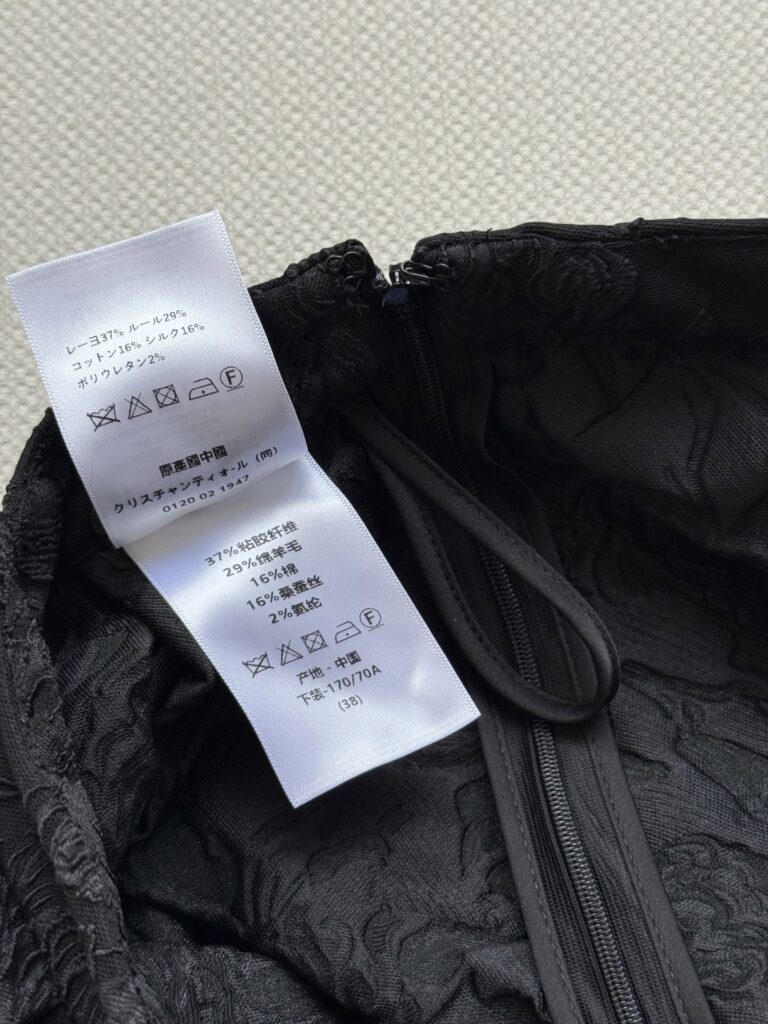 レーヨ37% ルール29%
コットン16% シルク16%
ポリウレタン2%
F
原產國中國
クリスチャンティオール (同)
0120 02 1947
37%粘胶纤维
29%绵羊毛
16%棉
16%桑蚕丝
2%氨纶
F
产地 - 中国
下装-170/70A
(38)